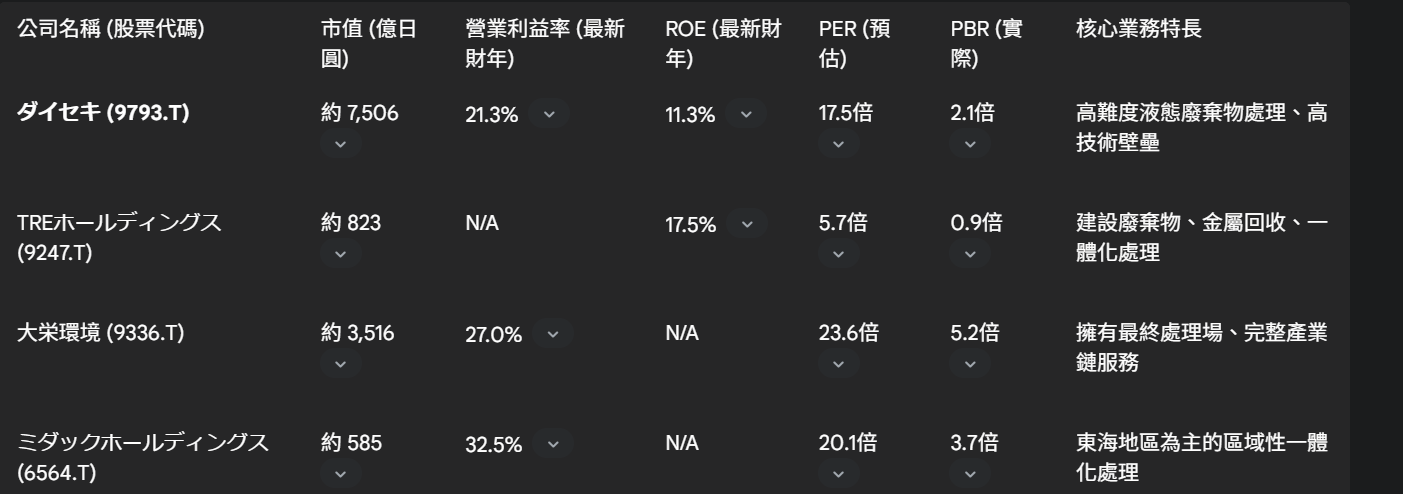 公司名稱 (股票代碼)
市值 (億日
圓)
營業利益率 (最新
財年)
ROE (最新財
年)
PER (預
估)
PBR (實
際)
核心業務特長
ダイセキ (9793.T)
約 7,506
21.3%
11.3%
17.5倍
2.1倍
高難度液態廢棄物處理、高
技術壁壘
TREホールディングス
(9247.T)
約 823
N/A
17.5%
5.7倍
0.9倍
建設廢棄物、金屬回收、一
體化處理
大栄環境 (9336.T)
約 3,516
27.0%
N/A
23.6倍
5.2倍
擁有最終處理場、完整產業
鏈服務
ミダックホールディングス
(6564.T)
約 585
32.5%
N/A
20.1倍
3.7倍
東海地區為主的區域性一體
化處理